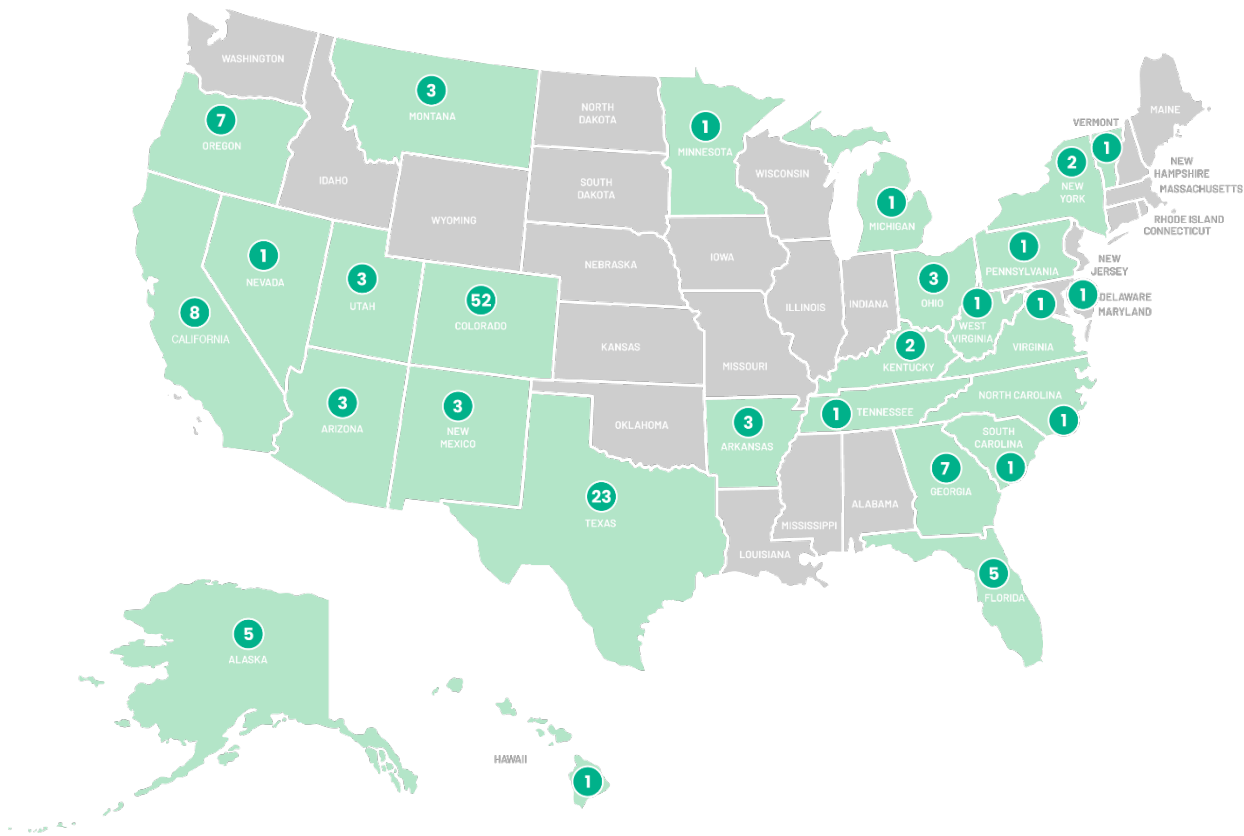 WASHINGTON
3
MONTANA
NORTH
DAKOTA
1
MINNESOTA
MAINE
VERMONT
1
7
OREGON
IDAHO
WYOMING
SOUTH
DAKOTA
WISCONSIN
1
MICHIGAN
2
NEW
YORK
NEW
HAMPSHIRE
MASSACHUSETTS
RHODE ISLAND
CONNECTICUT
1
NEVADA
3
UTAH
52
COLORADO
NEBRASKA
IOWA
ILLINOIS
INDIANA
3
OHIO
1
PENNSYLVANIA
NEW
JERSEY
1
DELAWARE
MARYLAND
8
CALIFORNIA
KANSAS
MISSOURI
2
KENTUCKY
1
WEST
VIRGINIA
1
VIRGINIA
3
ARIZONA
3
NEW
MEXICO
OKLAHOMA
3
ARKANSAS
1
TENNESSEE
NORTH CAROLINA
1
SOUTH
CAROLINA
1
23
TEXAS
LOUISIANA
MISSISSIPPI
ALABAMA
7
GEORGIA
5
FLORIDA
5
ALASKA
HAWAII
1